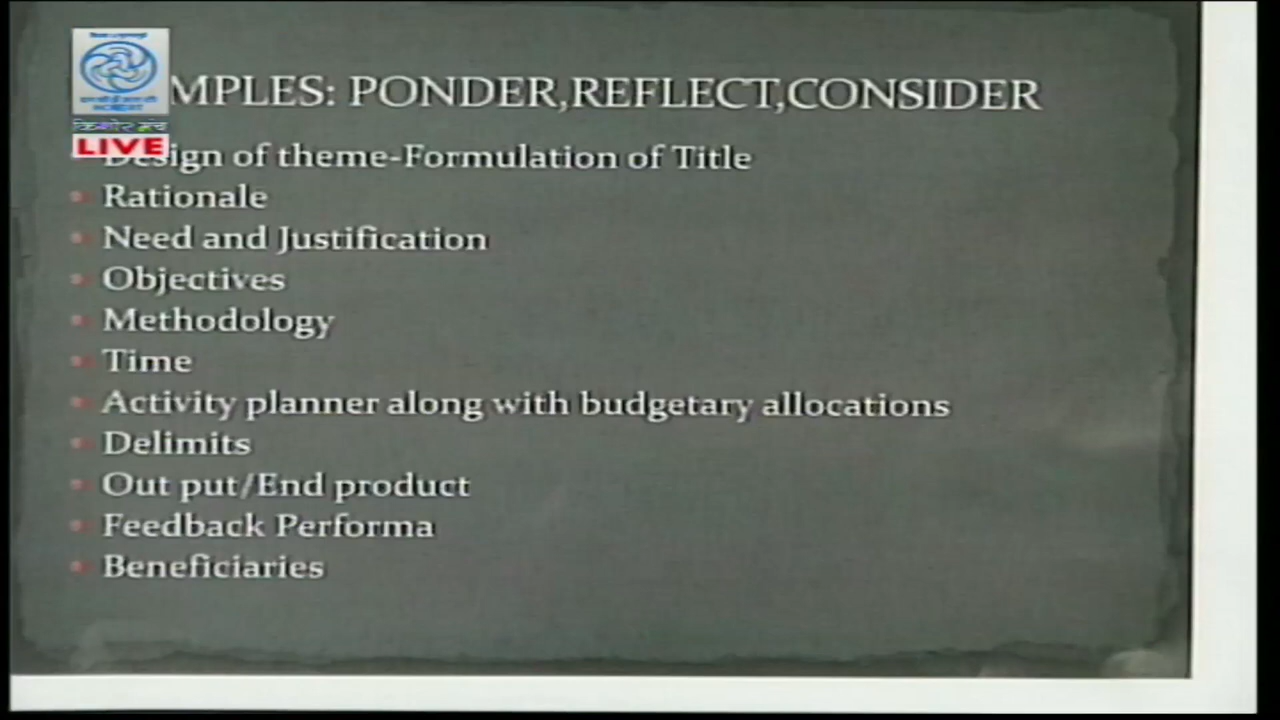 MPLES: PONDER,REFLECT,CONSIDER
किशोर मंच
LIVE
Design of theme-Formulation of Title
Rationale
Need and Justification
Objectives
Methodology
Time
Activity planner along with budgetary allocations
Delimits
Out put/End product
Feedback Performa
Beneficiaries